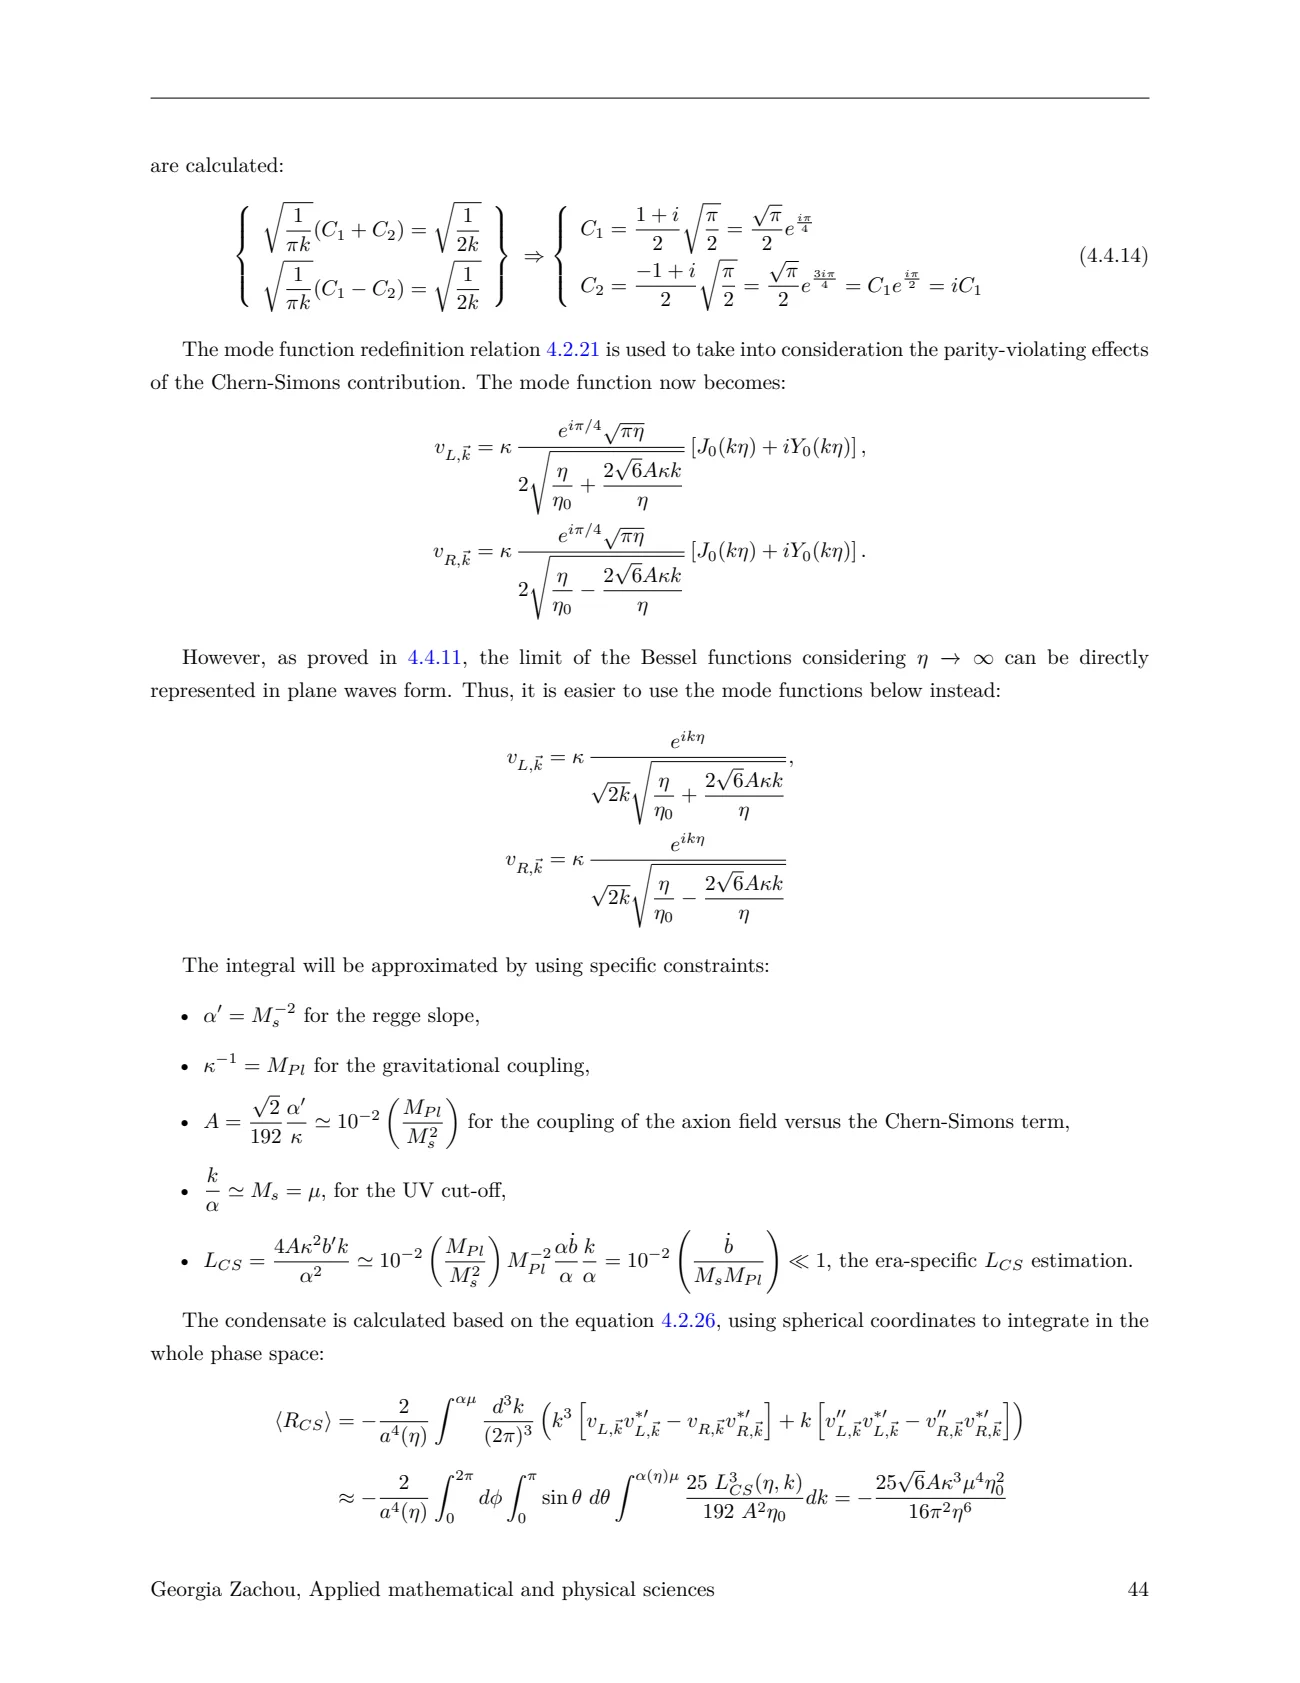 are calculated:
{ √(1/πk) (C₁ + C₂) = √(1/2k) } ⇒ { C₁ = (1 + i)/2 √(π/2) = (√π/2) e^{iπ/4}
{ √(1/πk) (C₁ − C₂) = √(1/2k) } { C₂ = (−1 + i)/2 √(π/2) = (√π/2) e^{3iπ/4} = C₁e^{iπ/2} = iC₁ (4.4.14)
The mode function redefinition relation 4.2.21 is used to take into consideration the parity-violating effects
of the Chern-Simons contribution. The mode function now becomes:
v_{L,k⃗} = κ e^{iπ/4}√(πη) / (2√(η/η₀ + 2√6Aκk/η)) [J₀(kη) + iY₀(kη)] ,
v_{R,k⃗} = κ e^{iπ/4}√(πη) / (2√(η/η₀ − 2√6Aκk/η)) [J₀(kη) + iY₀(kη)] .
However, as proved in 4.4.11, the limit of the Bessel functions considering η → ∞ can be directly
represented in plane waves form. Thus, it is easier to use the mode functions below instead:
v_{L,k⃗} = κ e^{ikη} / (√(2k)√(η/η₀ + 2√6Aκk/η)),
v_{R,k⃗} = κ e^{ikη} / (√(2k)√(η/η₀ − 2√6Aκk/η))
The integral will be approximated by using specific constraints:
• α′ = M_s^{−2} for the regge slope,
• κ^{−1} = M_{Pl} for the gravitational coupling,
• A = (√2/192)(α′/κ) ≃ 10^{−2} (M_{Pl}/M_s²) for the coupling of the axion field versus the Chern-Simons term,
• k/α ≃ M_s = μ, for the UV cut-off,
• L_{CS} = 4Aκ²b′k/α² ≃ 10^{−2} (M_{Pl}/M_s²) M_{Pl}^{−2} (αḃ/α)(k/α) = 10^{−2} (ḃ/(M_sM_{Pl})) ≪ 1, the era-specific L_{CS} estimation.
The condensate is calculated based on the equation 4.2.26, using spherical coordinates to integrate in the
whole phase space:
⟨R_{CS}⟩ = −2/a⁴(η) ∫^{αμ} d³k/(2π)³ (k³ [v_{L,k⃗}v^{*′}_{L,k⃗} − v_{R,k⃗}v^{*′}_{R,k⃗}] + k [v″_{L,k⃗}v^{*′}_{L,k⃗} − v″_{R,k⃗}v^{*′}_{R,k⃗}])
≈ −2/a⁴(η) ∫₀^{2π} dφ ∫₀^{π} sin θ dθ ∫^{α(η)μ} (25 L³_{CS}(η, k))/(192 A²η₀) dk = −25√6Aκ³μ⁴η₀²/(16π²η⁶)
Georgia Zachou, Applied mathematical and physical sciences 44